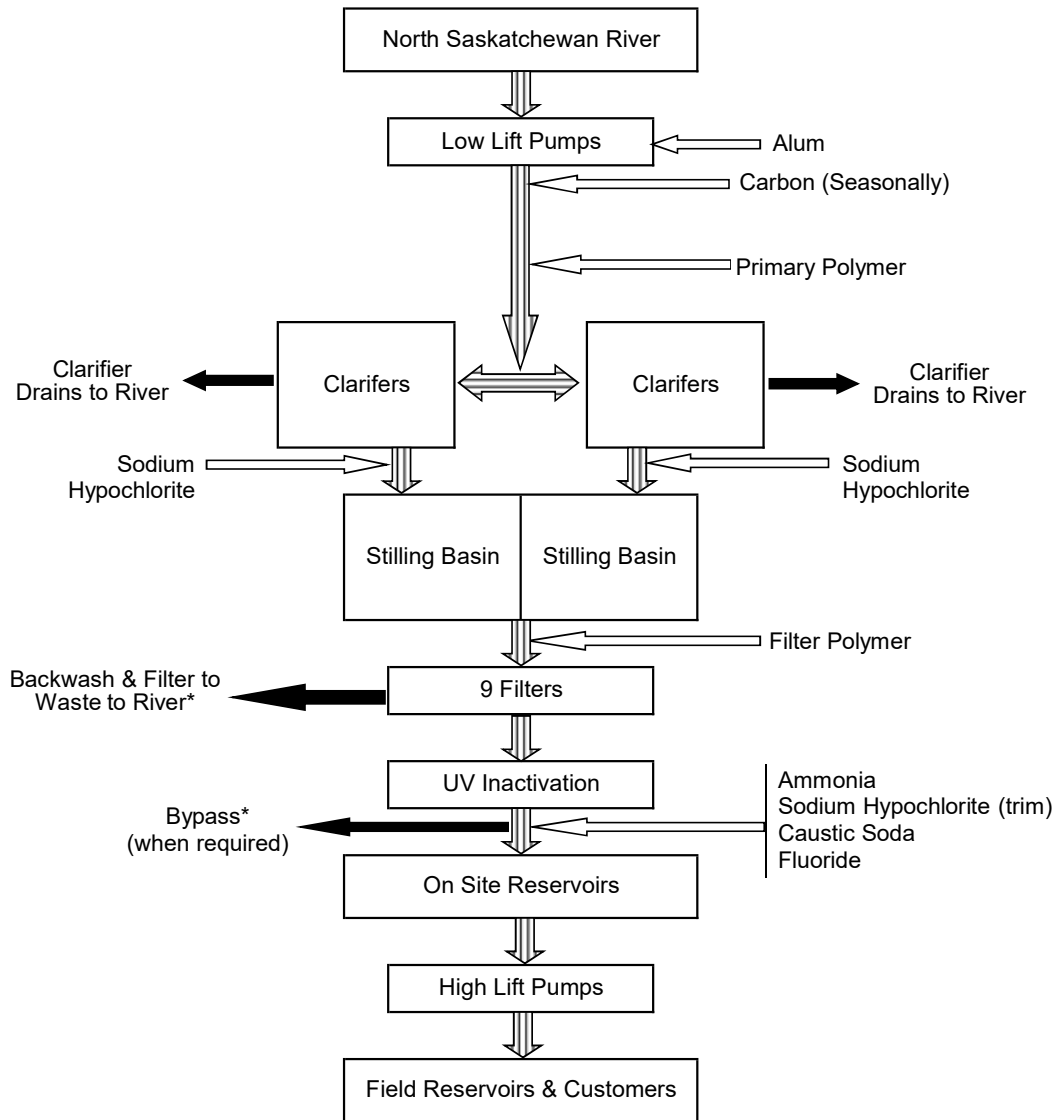 North Saskatchewan River
Low Lift Pumps
Alum
Carbon (Seasonally)
Primary Polymer
Clarifier
Drains to River
Clarifers
Clarifers
Clarifier
Drains to River
Sodium
Hypochlorite
Sodium
Hypochlorite
Stilling Basin
Stilling Basin
Filter Polymer
Backwash & Filter to
Waste to River*
9 Filters
UV Inactivation
Bypass*
(when required)
Ammonia
Sodium Hypochlorite (trim)
Caustic Soda
Fluoride
On Site Reservoirs
High Lift Pumps
Field Reservoirs & Customers